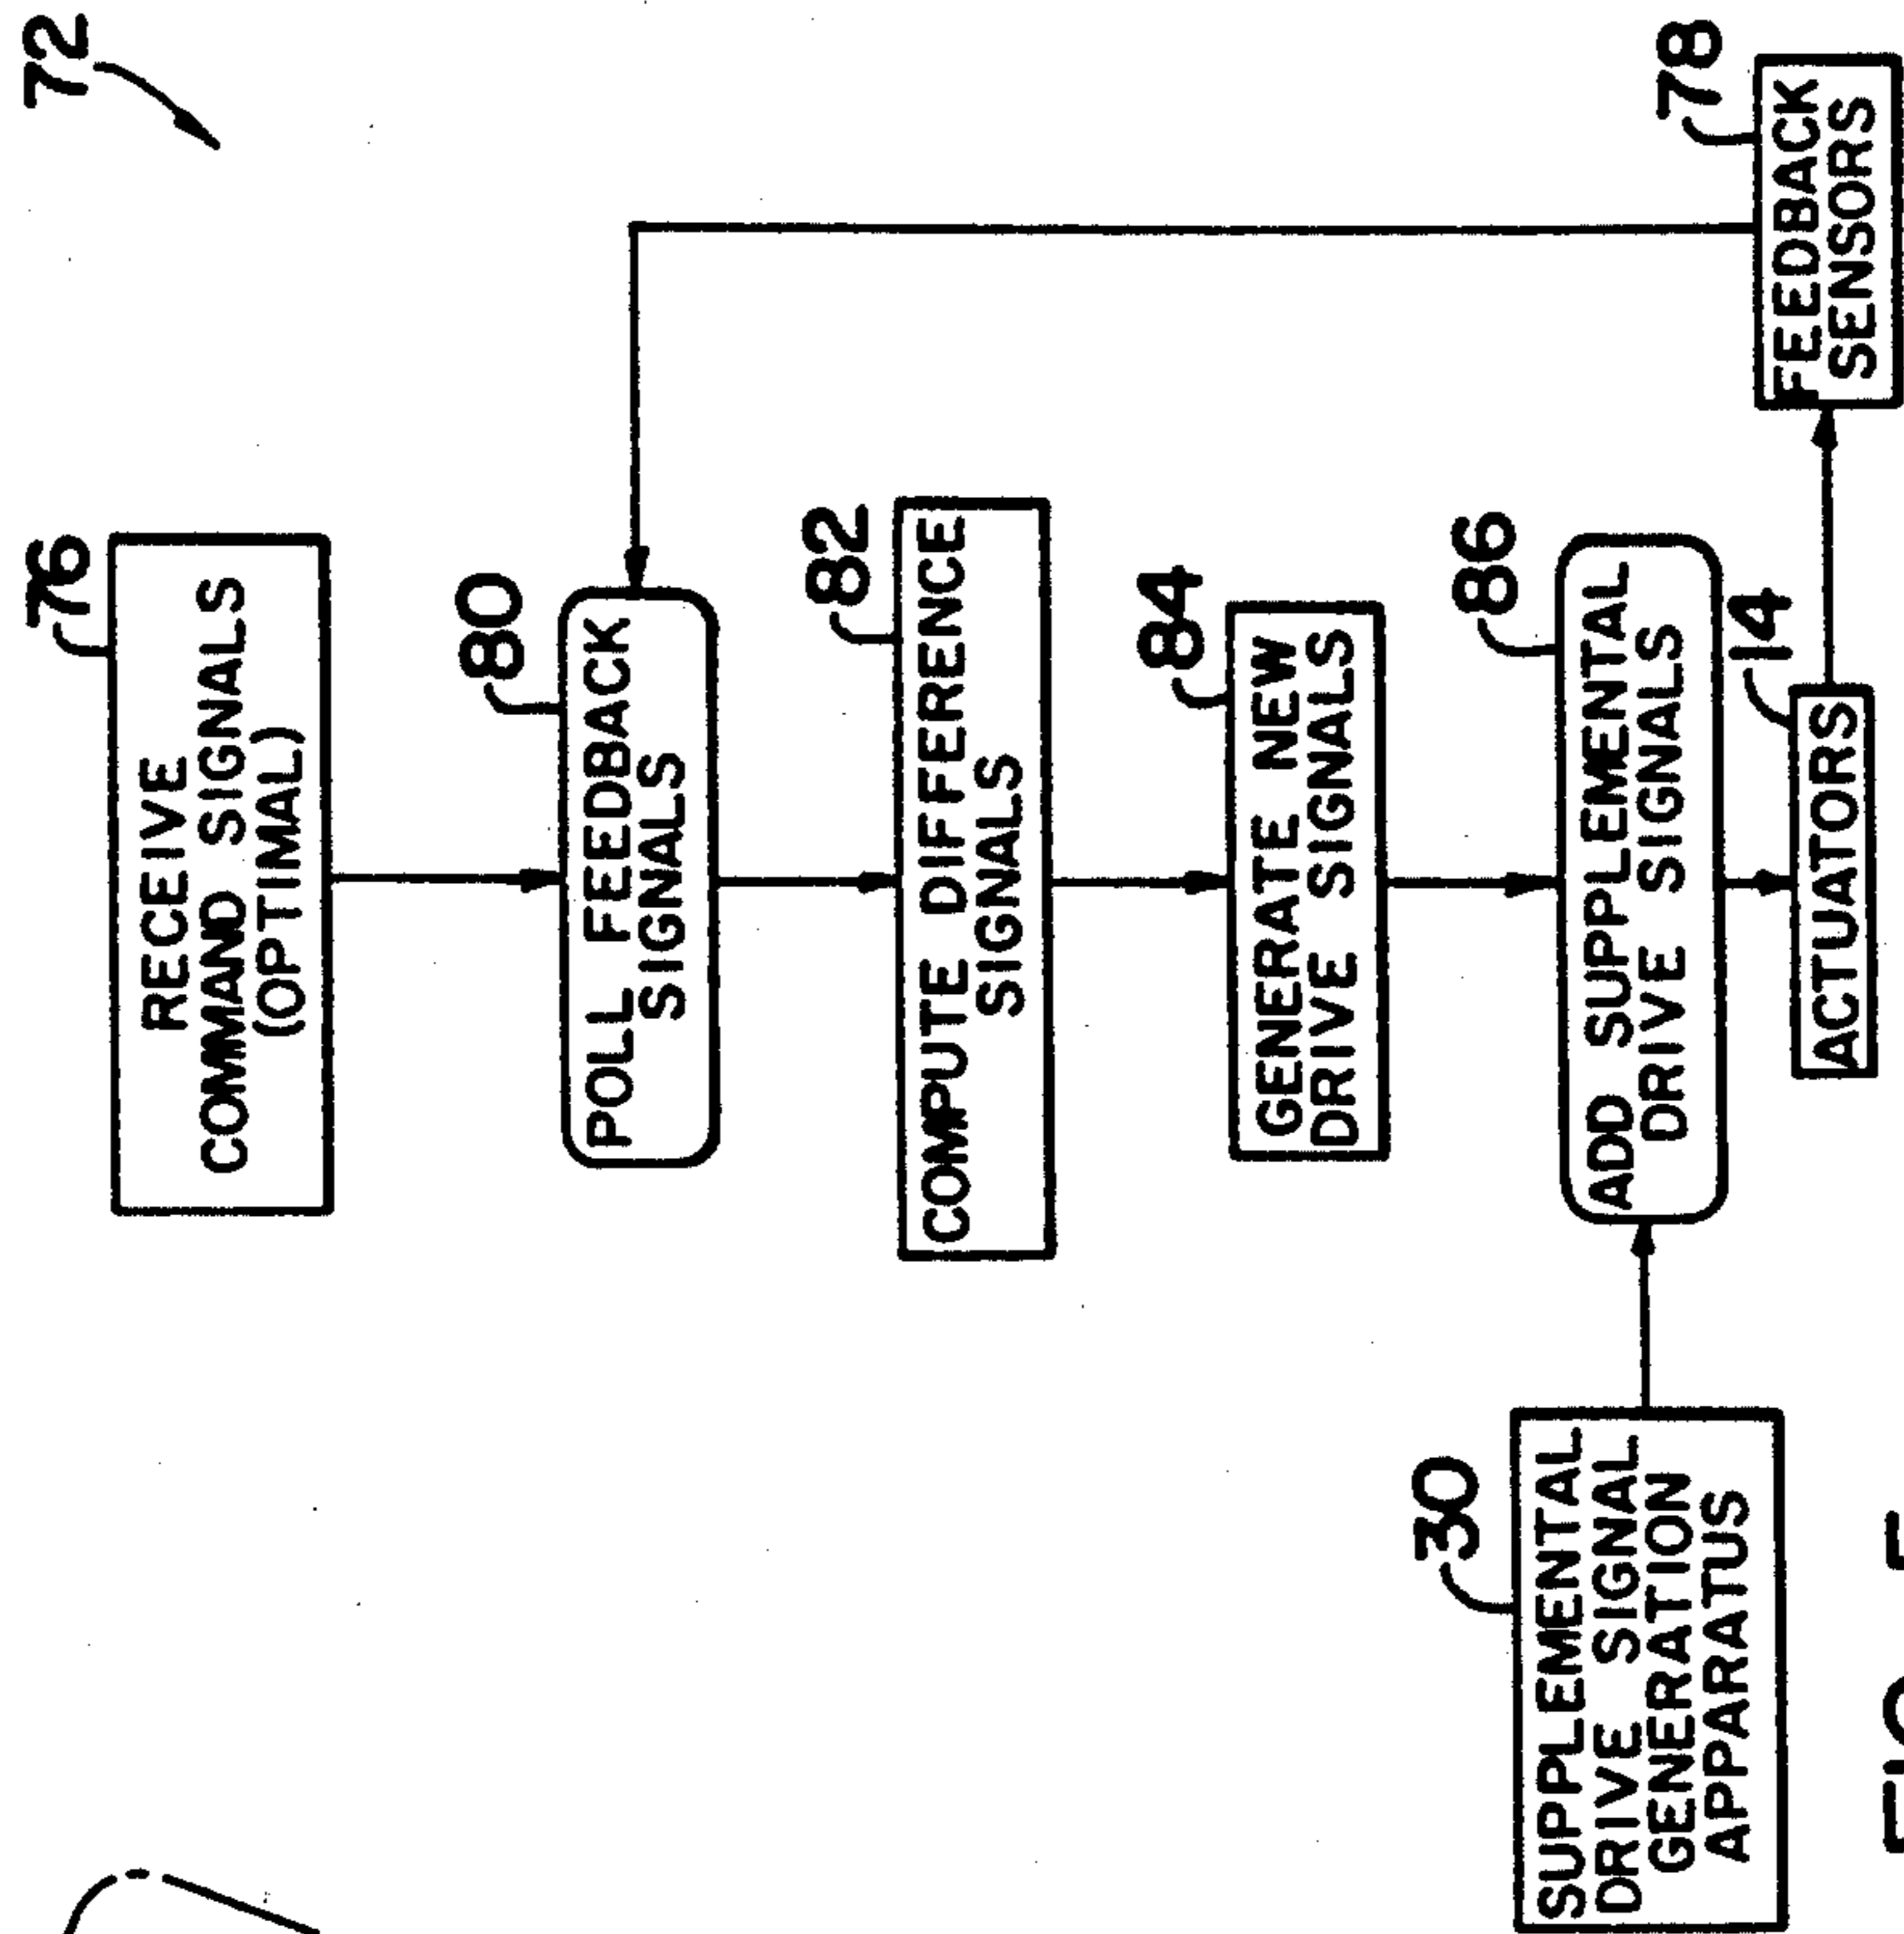 72
76
RECEIVE
COMMAND SIGNALS
(OPTIMAL)
80
POLL FEEDBACK
SIGNALS
82
COMPUTE DIFFERENCE
SIGNALS
84
GENERATE NEW
DRIVE SIGNALS
86
ADD SUPPLEMENTAL
DRIVE SIGNALS
30
SUPPLEMENTAL
DRIVE SIGNAL
GENERATION
APPARATUS
14
ACTUATORS
78
FEEDBACK
SENSORS